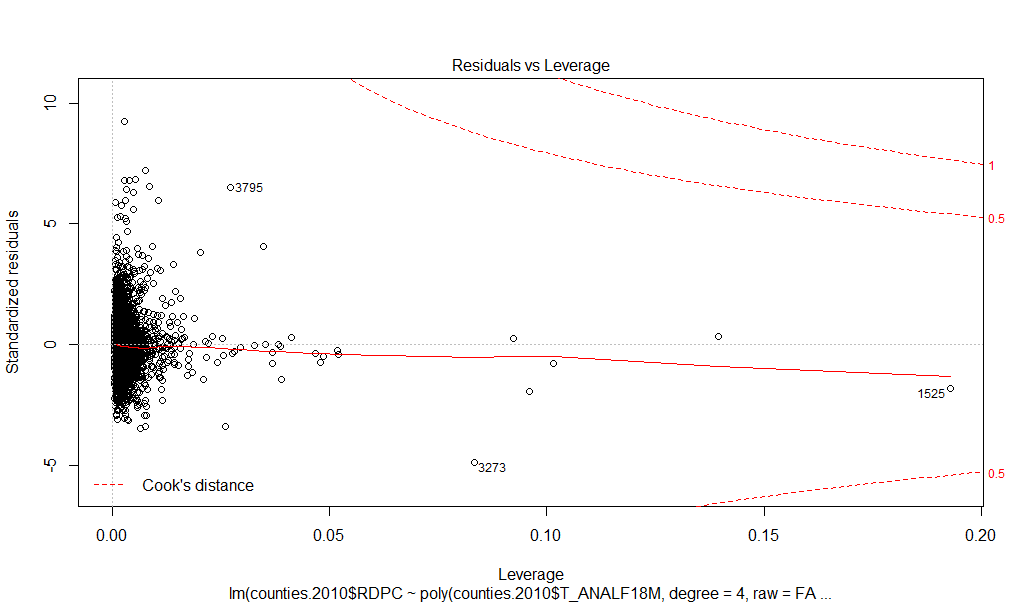 Residuals vs Leverage
Standardized residuals
10
5
0
-5
3795
3273
1525
1
0.5
0.5
Cook's distance
0.00 0.05 0.10 0.15 0.20
Leverage
lm(counties.2010$RDPC ~ poly(counties.2010$T_ANALF18M, degree = 4, raw = FA ...